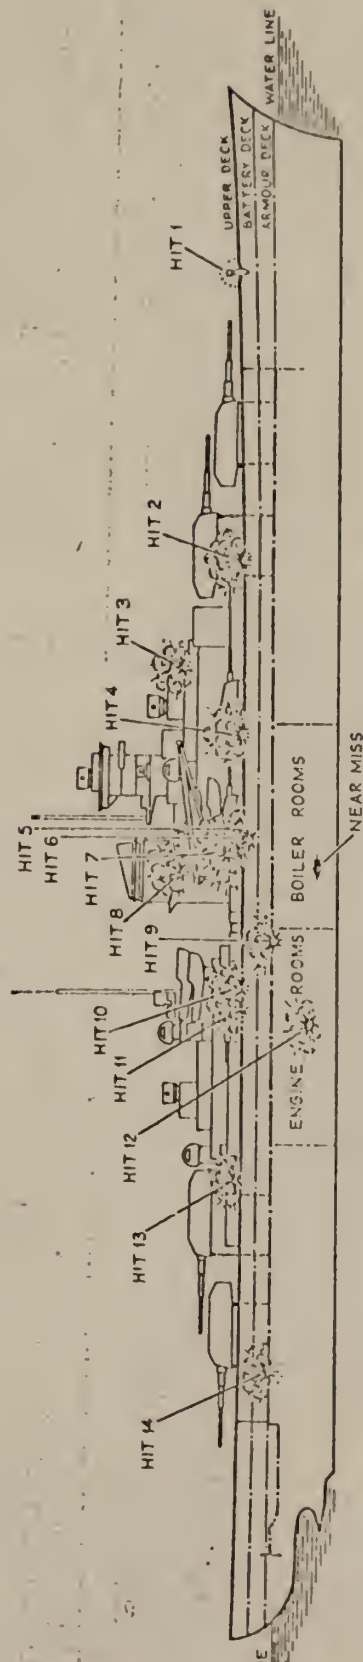 HIT 1
HIT 2
HIT 3
HIT 4
HIT 5
HIT 6
HIT 7
HIT 8
HIT 9
HIT 10
HIT 11
HIT 12
HIT 13
HIT 14
UPPER DECK
BATTERY DECK
ARMOUR DECK
WATER LINE
BOILER ROOMS
ENGINE ROOMS
NEAR MISS
E